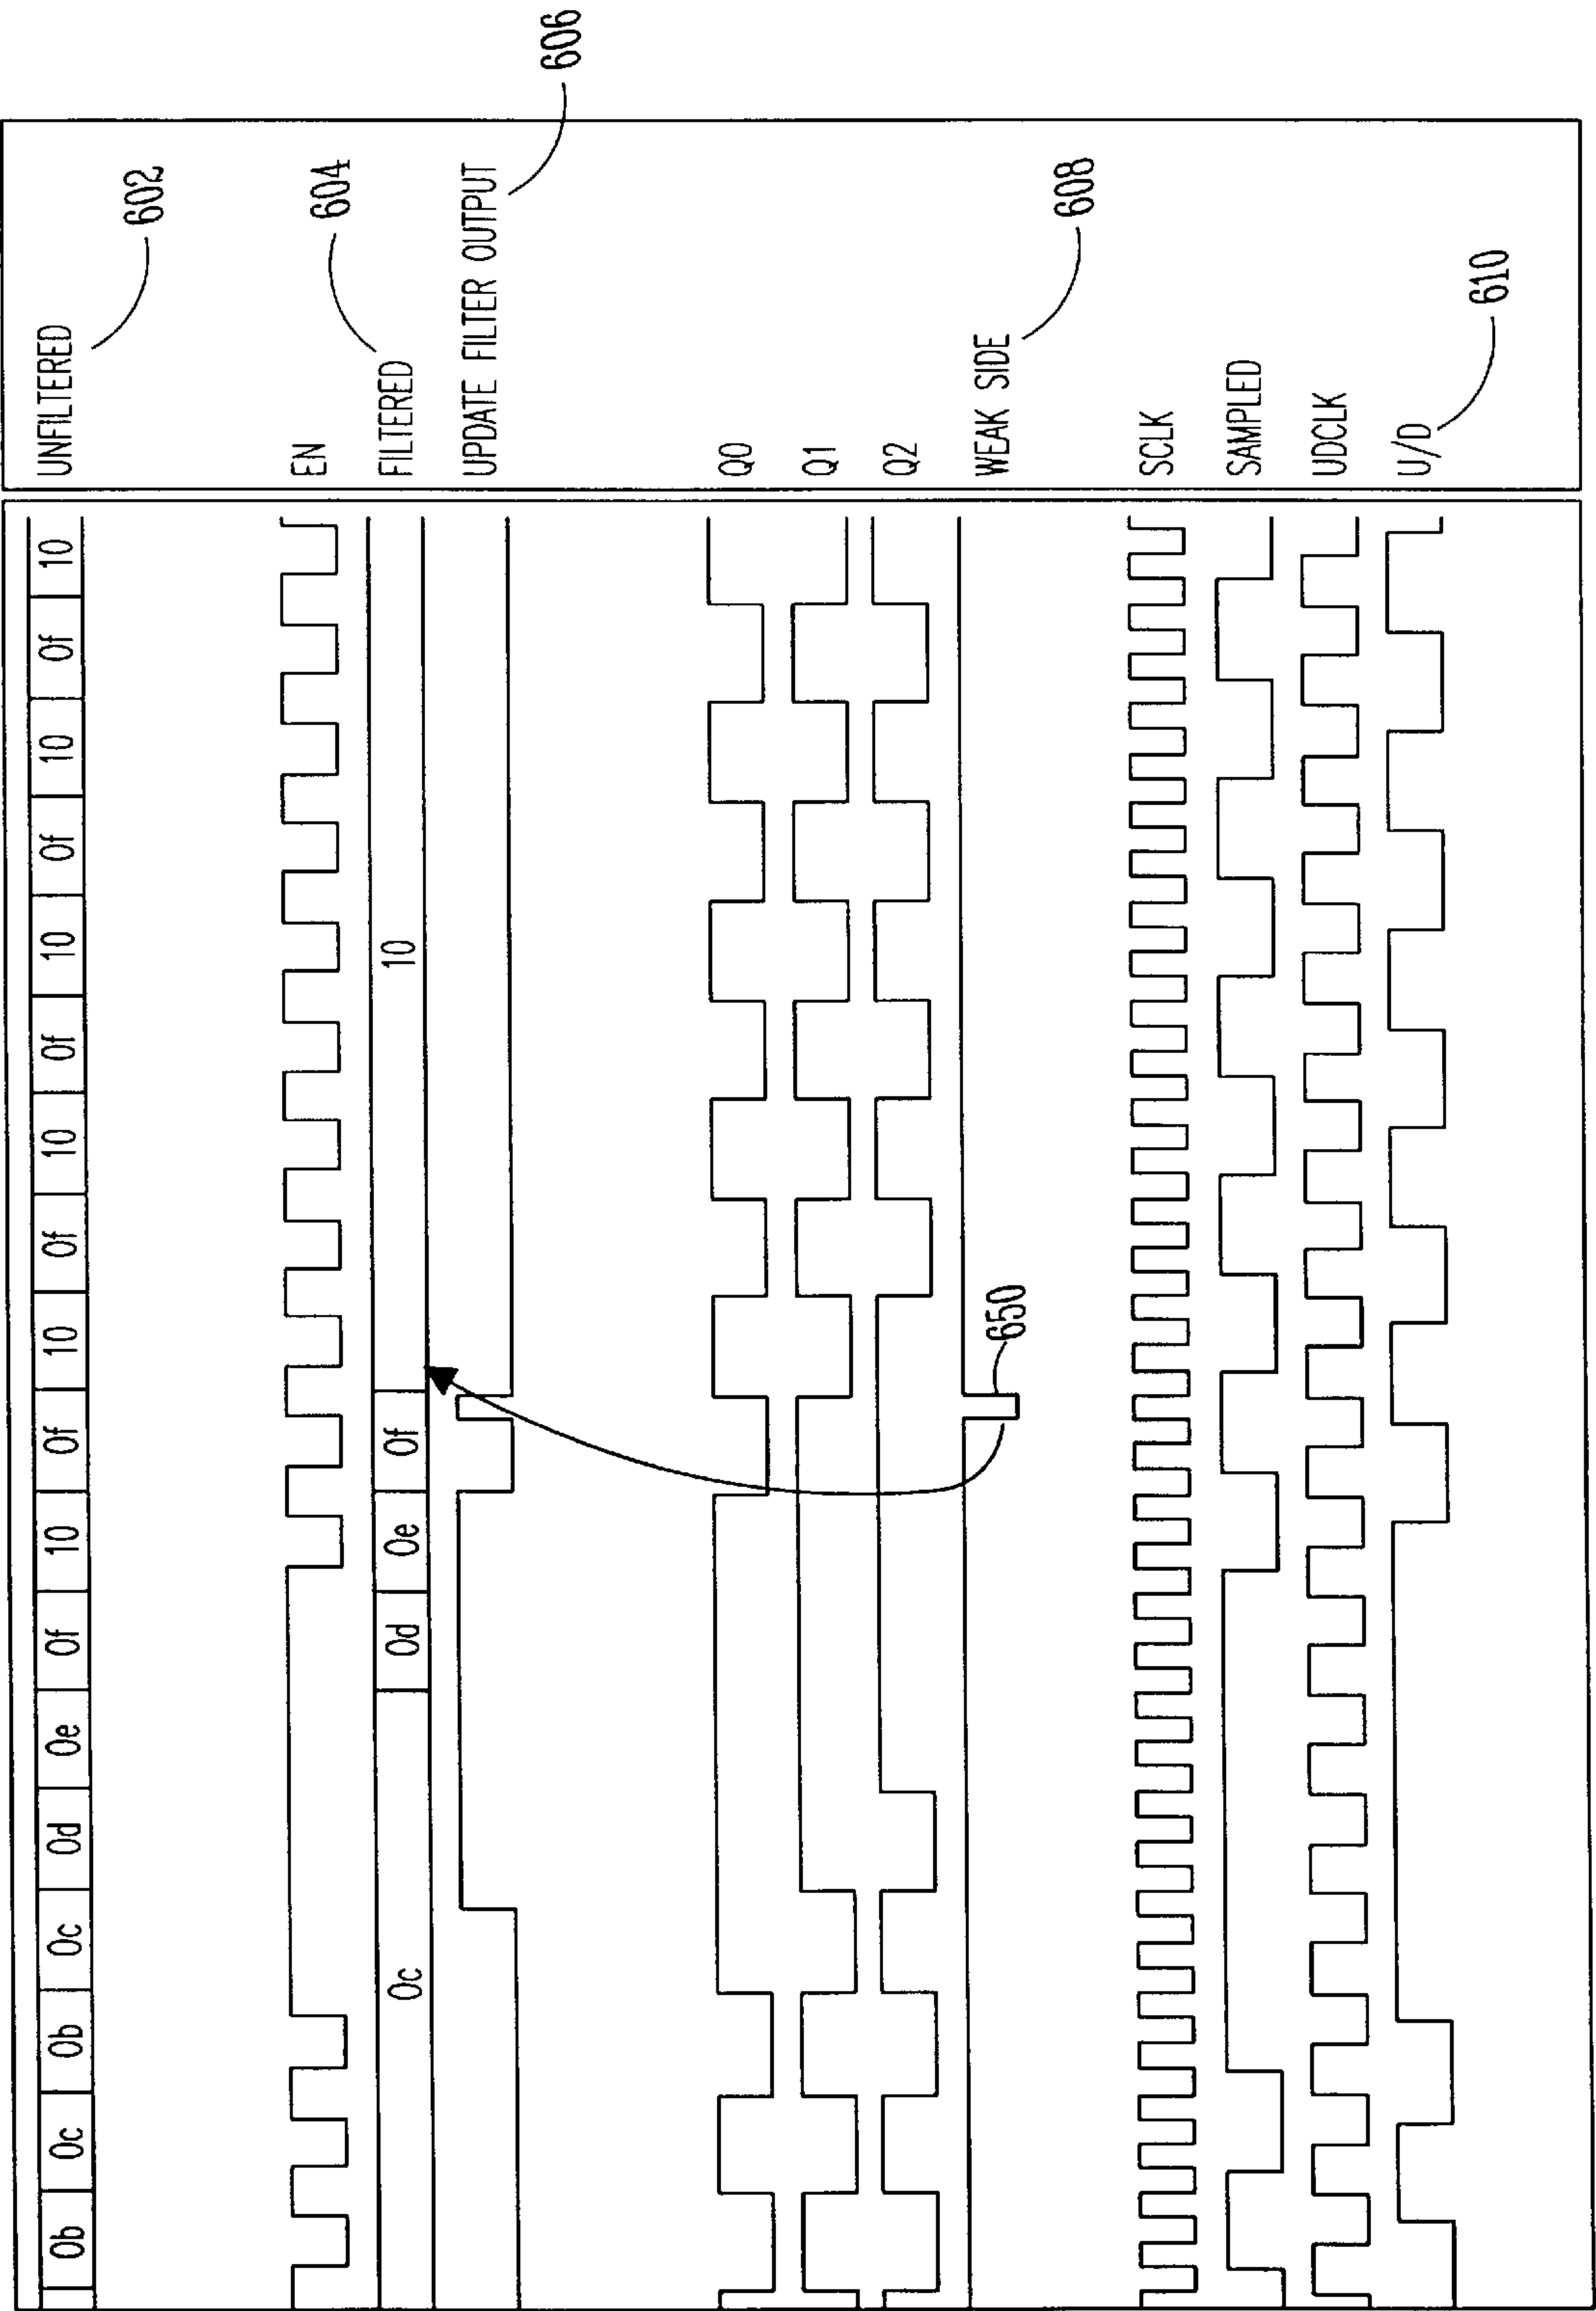 0b 0c 0b 0c 0d 0e 0f 10 0f 10 0f 10 0f 10 0f 10 0f 10 UNFILTERED
602
EN
604
0c 0d 0e 0f 10 FILTERED
UPDATE FILTER OUTPUT
606
Q0
Q1
Q2
WEAK SIDE
650
608
SCLK
SAMPLED
UDCLK
U/D
610